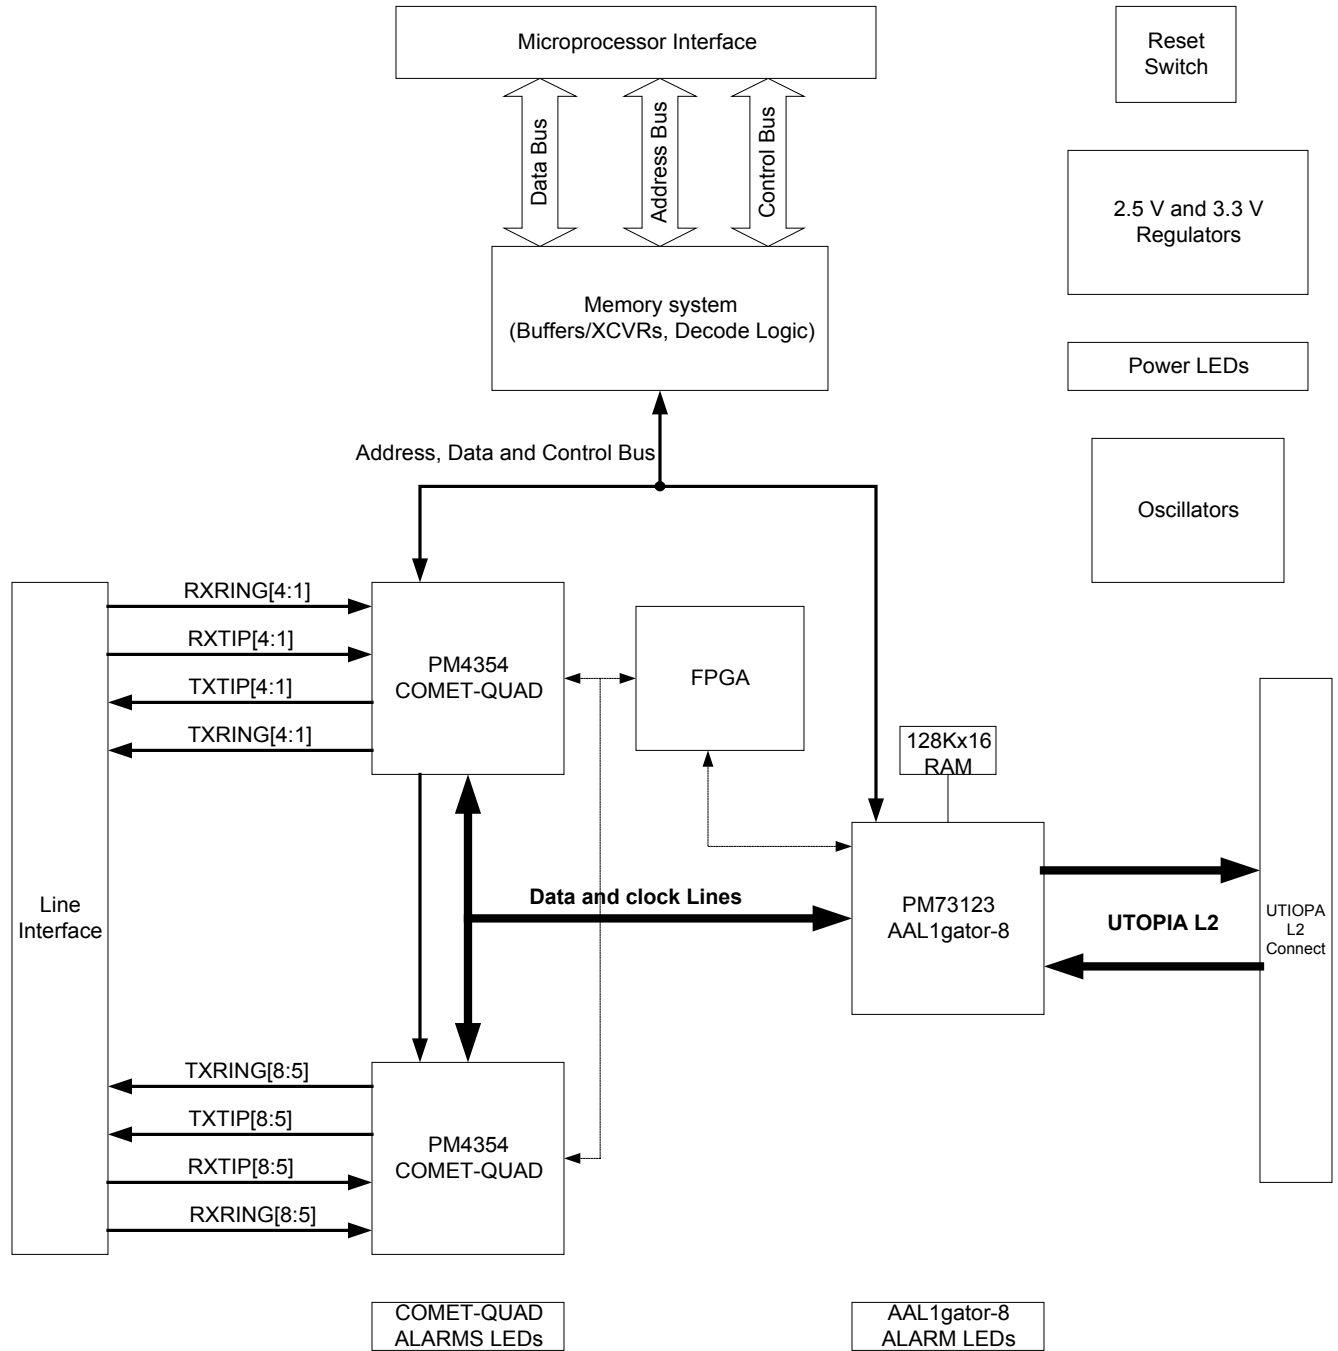 Microprocessor Interface
Reset
Switch
Data Bus
Address Bus
Control Bus
2.5 V and 3.3 V
Regulators
Memory system
(Buffers/XCVRs, Decode Logic)
Power LEDs
Address, Data and Control Bus
Oscillators
RXRING[4:1]
RXTIP[4:1]
TXTIP[4:1]
TXRING[4:1]
PM4354
COMET-QUAD
FPGA
128Kx16
RAM
Line
Interface
Data and clock Lines
PM73123
AAL1gator-8
UTOPIA L2
UTIOPA
L2
Connect
TXRING[8:5]
TXTIP[8:5]
RXTIP[8:5]
RXRING[8:5]
PM4354
COMET-QUAD
COMET-QUAD
ALARMS LEDs
AAL1gator-8
ALARM LEDs